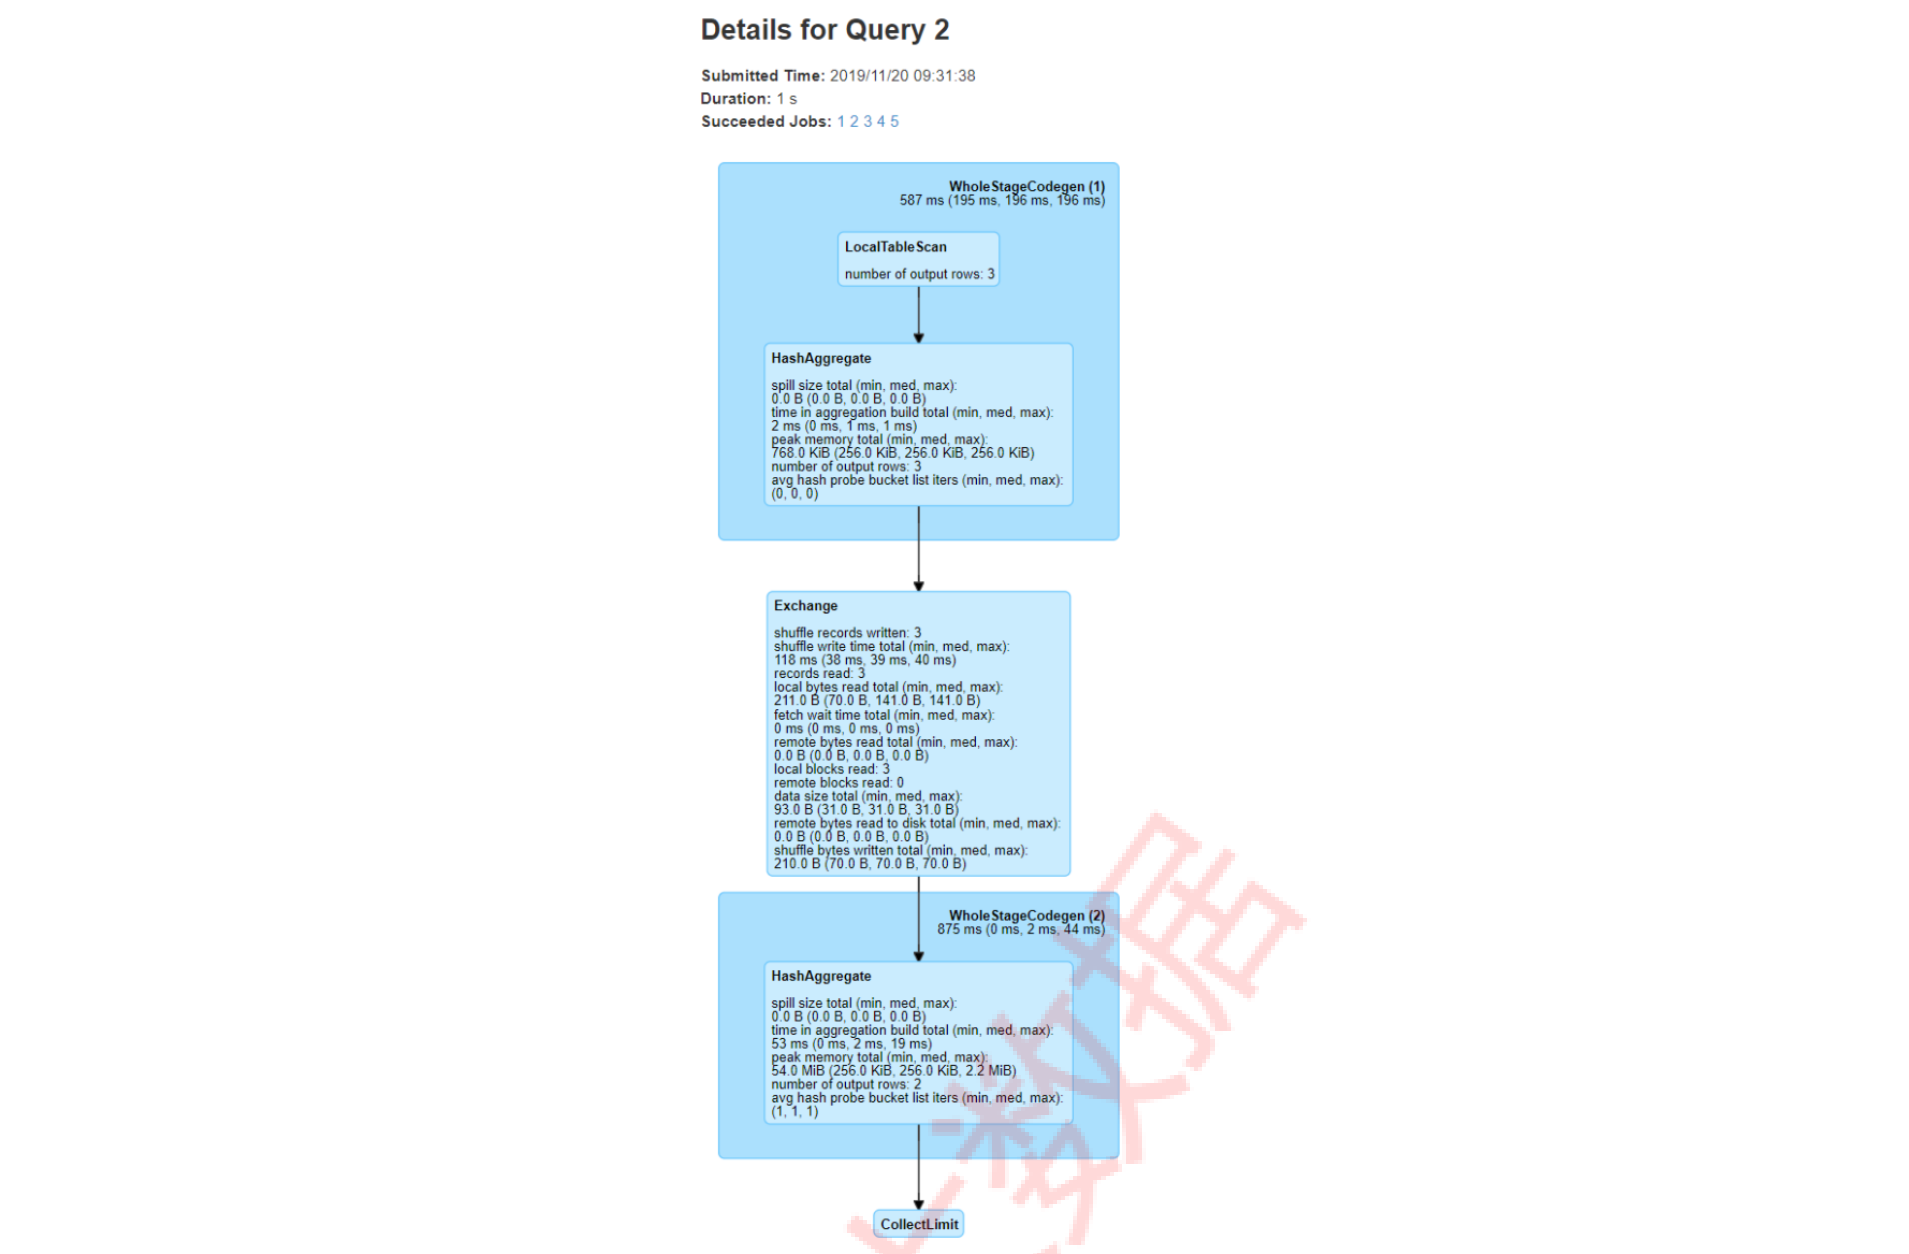 Details for Query 2
Submitted Time: 2019/11/20 09:31:38
Duration: 1 s
Succeeded Jobs: 1 2 3 4 5
WholeStageCodegen (1)
587 ms (195 ms, 196 ms, 196 ms)
LocalTableScan
number of output rows: 3
HashAggregate
spill size total (min, med, max):
0.0 B (0.0 B, 0.0 B, 0.0 B)
time in aggregation build total (min, med, max):
2 ms (0 ms, 1 ms, 1 ms)
peak memory total (min, med, max):
768.0 KiB (256.0 KiB, 256.0 KiB, 256.0 KiB)
number of output rows: 3
avg hash probe bucket list iters (min, med, max):
(0, 0, 0)
Exchange
shuffle records written: 3
shuffle write time total (min, med, max):
118 ms (38 ms, 39 ms, 40 ms)
records read: 3
local bytes read total (min, med, max):
211.0 B (70.0 B, 141.0 B, 141.0 B)
fetch wait time total (min, med, max):
0 ms (0 ms, 0 ms, 0 ms)
remote bytes read total (min, med, max):
0.0 B (0.0 B, 0.0 B, 0.0 B)
local blocks read: 3
remote blocks read: 0
data size total (min, med, max):
93.0 B (31.0 B, 31.0 B, 31.0 B)
remote bytes read to disk total (min, med, max):
0.0 B (0.0 B, 0.0 B, 0.0 B)
shuffle bytes written total (min, med, max):
210.0 B (70.0 B, 70.0 B, 70.0 B)
WholeStageCodegen (2)
875 ms (0 ms, 2 ms, 44 ms)
HashAggregate
spill size total (min, med, max):
0.0 B (0.0 B, 0.0 B, 0.0 B)
time in aggregation build total (min, med, max):
53 ms (0 ms, 2 ms, 19 ms)
peak memory total (min, med, max):
54.0 MiB (256.0 KiB, 256.0 KiB, 2.2 MiB)
number of output rows: 2
avg hash probe bucket list iters (min, med, max):
(1, 1, 1)
CollectLimit
数据